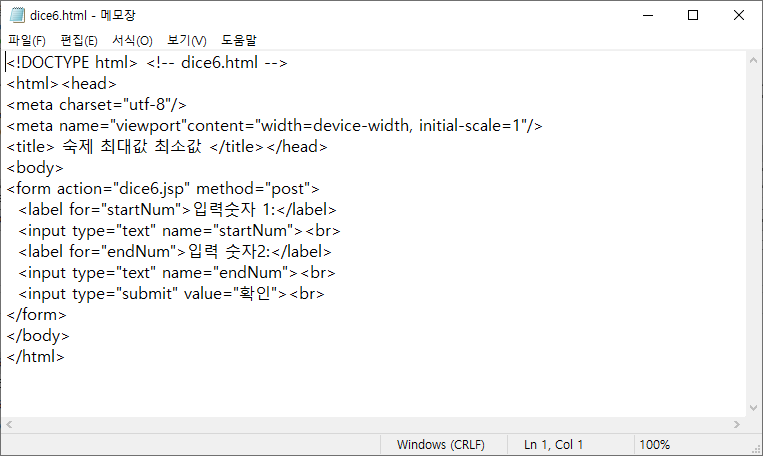 dice6.html - 메모장
파일(F) 편집(E) 서식(O) 보기(V) 도움말
<!DOCTYPE html> <!-- dice6.html -->
<html><head>
<meta charset="utf-8"/>
<meta name="viewport"content="width=device-width, initial-scale=1"/>
<title> 숙제 최대값 최소값 </title></head>
<body>
<form action="dice6.jsp" method="post">
  <label for="startNum">입력숫자 1:</label>
  <input type="text" name="startNum"><br>
  <label for="endNum">입력 숫자2:</label>
  <input type="text" name="endNum"><br>
  <input type="submit" value="확인"><br>
</form>
</body>
</html>
Windows (CRLF) Ln 1, Col 1 100%